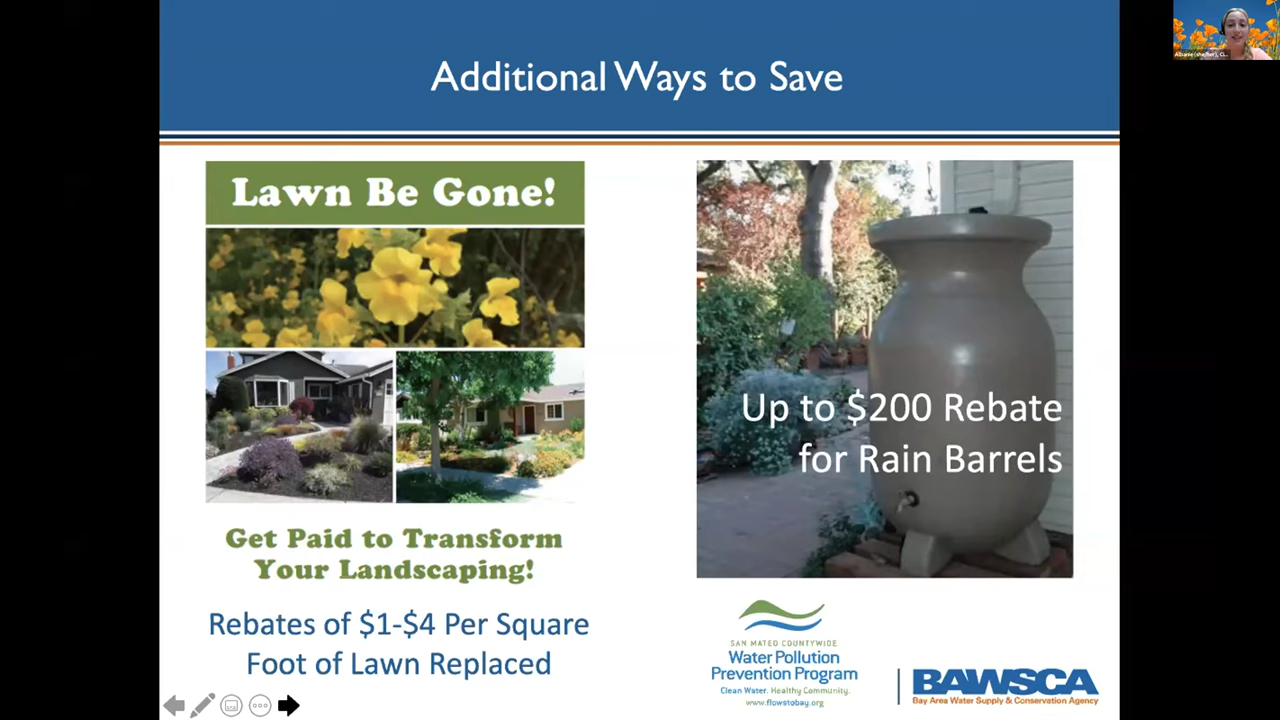 Additional Ways to Save
Lawn Be Gone!
Get Paid to Transform
Your Landscaping!
Rebates of $1-$4 Per Square
Foot of Lawn Replaced
Up to $200 Rebate
for Rain Barrels
SAN MATEO COUNTYWIDE
Water Pollution
Prevention Program
Clean Water. Healthy Community.
www.flowstobay.org
BAWSCA
Bay Area Water Supply & Conservation Agency